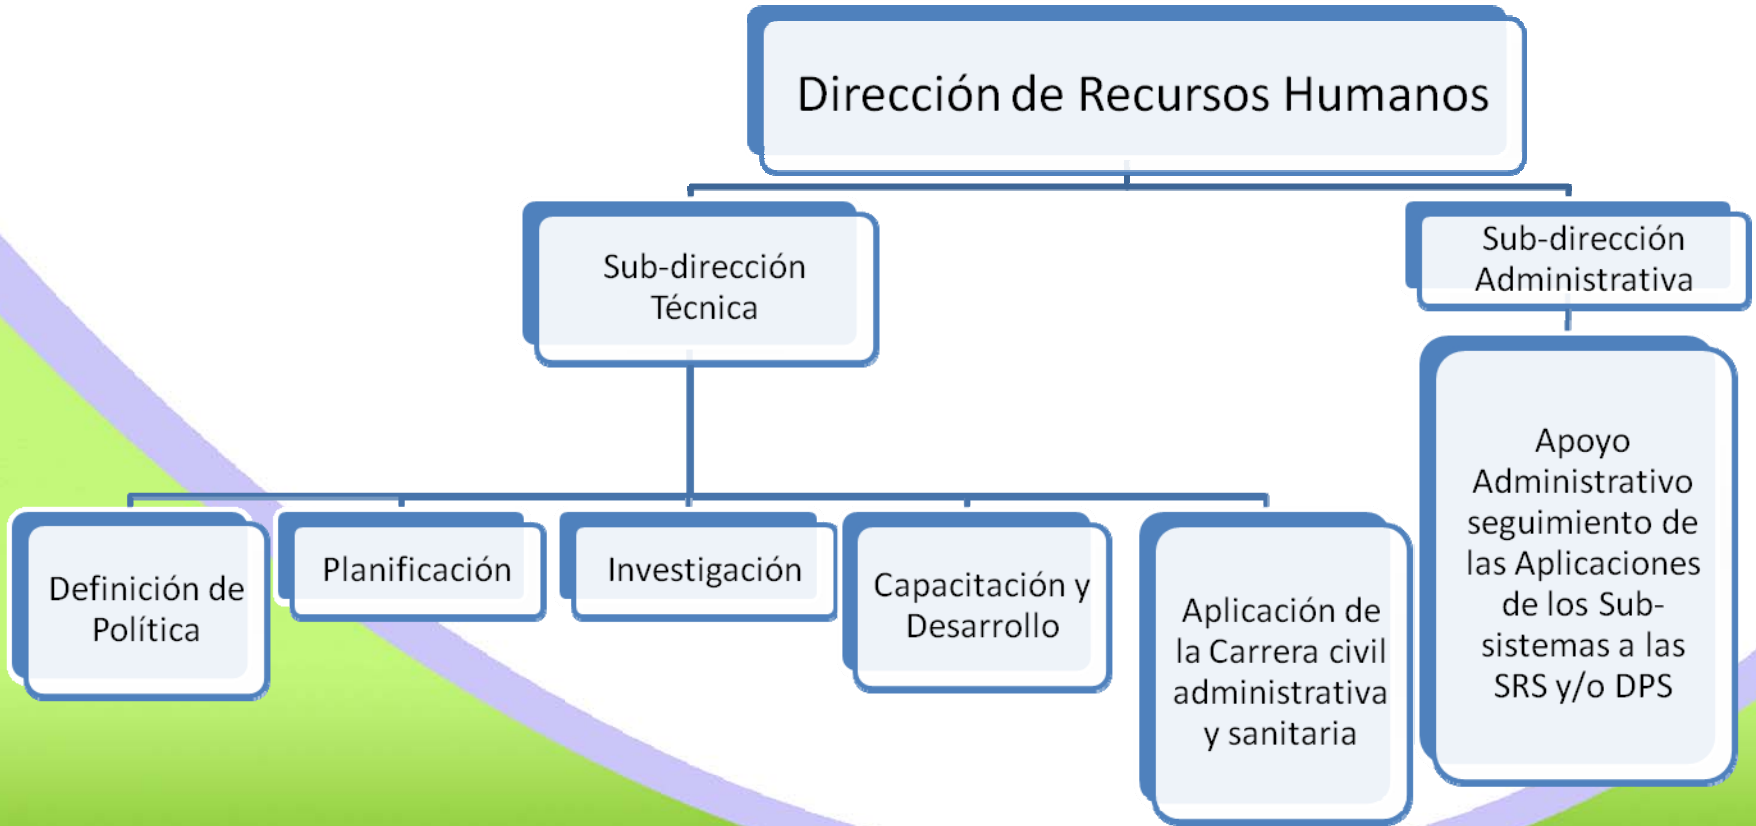 Dirección de Recursos Humanos
Sub-dirección
Técnica
Sub-dirección
Administrativa
Definición de
Política
Planificación
Investigación
Capacitación y
Desarrollo
Aplicación de
la Carrera civil
administrativa
y sanitaria
Apoyo
Administrativo
seguimiento de
las Aplicaciones
de los Sub-
sistemas a las
SRS y/o DPS